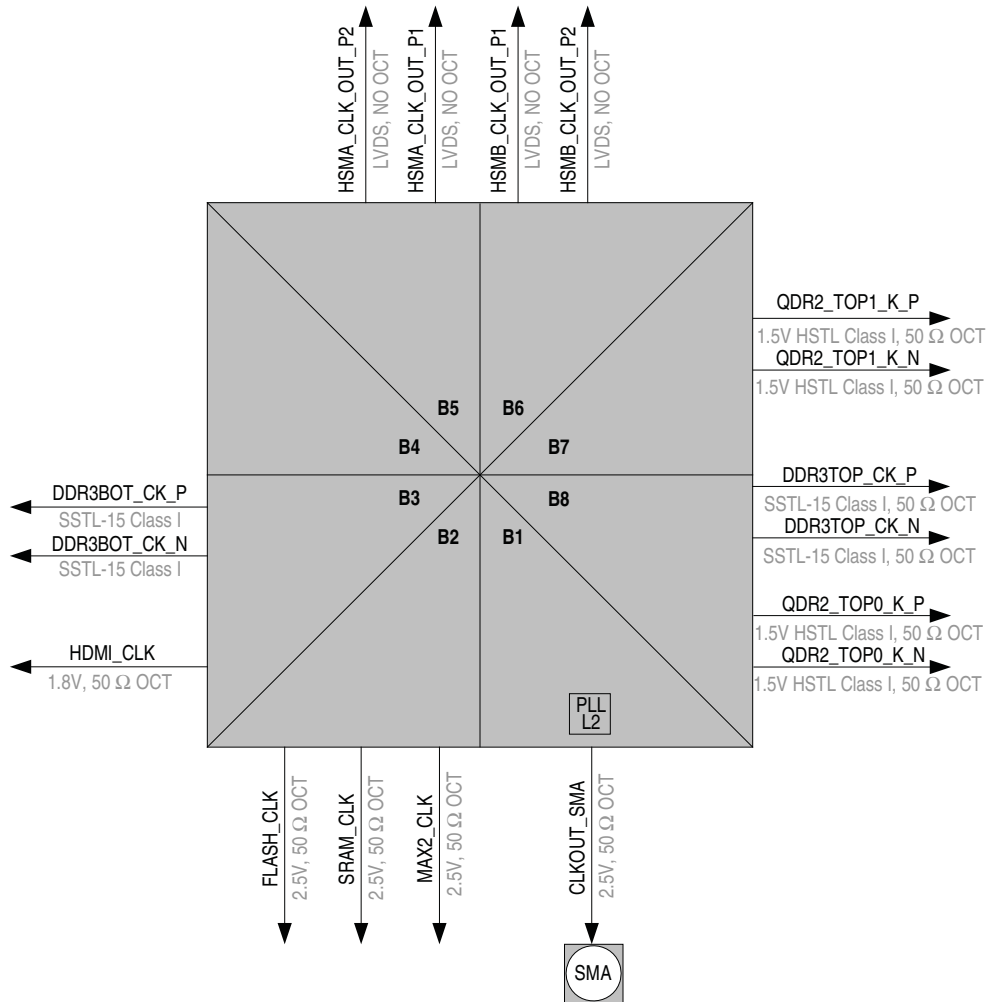 HSMA_CLK_OUT_P2
LVDS, NO OCT
HSMA_CLK_OUT_P1
LVDS, NO OCT
HSMB_CLK_OUT_P1
LVDS, NO OCT
HSMB_CLK_OUT_P2
LVDS, NO OCT
QDR2_TOP1_K_P
1.5V HSTL Class I, 50 Ω OCT
QDR2_TOP1_K_N
1.5V HSTL Class I, 50 Ω OCT
B5
B6
B4
B7
B3
B8
B2
B1
DDR3BOT_CK_P
SSTL-15 Class I
DDR3BOT_CK_N
SSTL-15 Class I
HDMI_CLK
1.8V, 50 Ω OCT
DDR3TOP_CK_P
SSTL-15 Class I, 50 Ω OCT
DDR3TOP_CK_N
SSTL-15 Class I, 50 Ω OCT
QDR2_TOP0_K_P
1.5V HSTL Class I, 50 Ω OCT
QDR2_TOP0_K_N
1.5V HSTL Class I, 50 Ω OCT
PLL
L2
FLASH_CLK
2.5V, 50 Ω OCT
SRAM_CLK
2.5V, 50 Ω OCT
MAX2_CLK
2.5V, 50 Ω OCT
CLKOUT_SMA
2.5V, 50 Ω OCT
SMA